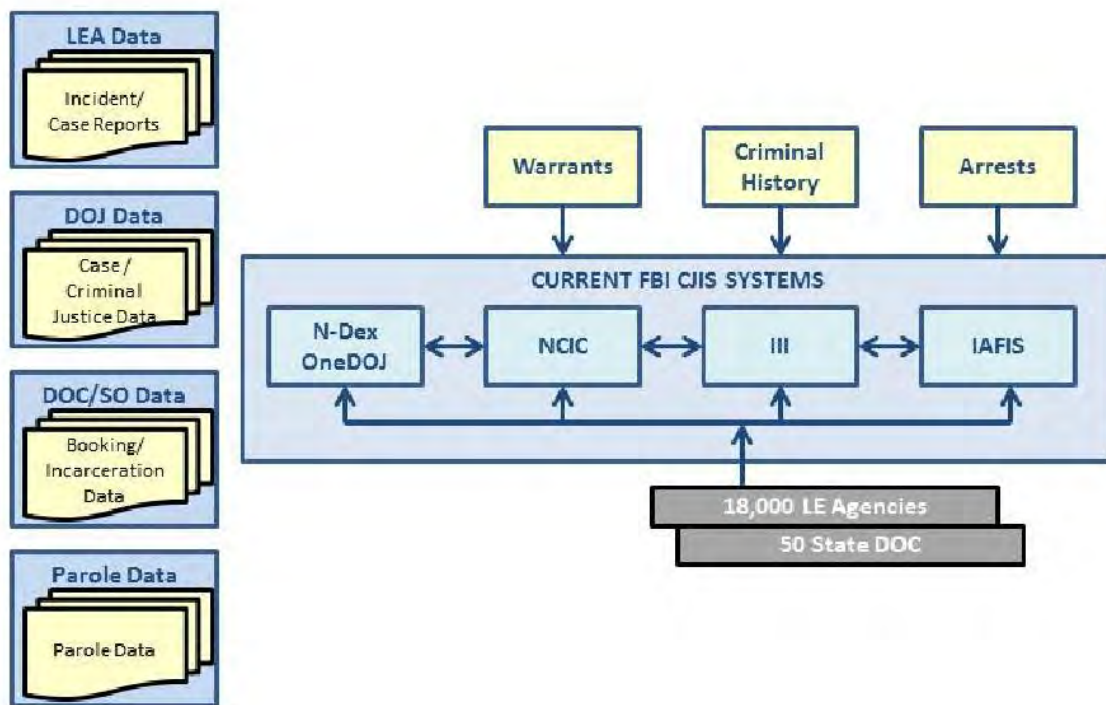 LEA Data
Incident/
Case Reports
DOJ Data
Case /
Criminal
Justice Data
DOC/SO Data
Booking/
Incarceration
Data
Parole Data
Parole Data
Warrants
Criminal
History
Arrests
CURRENT FBI CJIS SYSTEMS
N-Dex
OneDOJ
NCIC
III
IAFIS
18,000 LE Agencies
50 State DOC